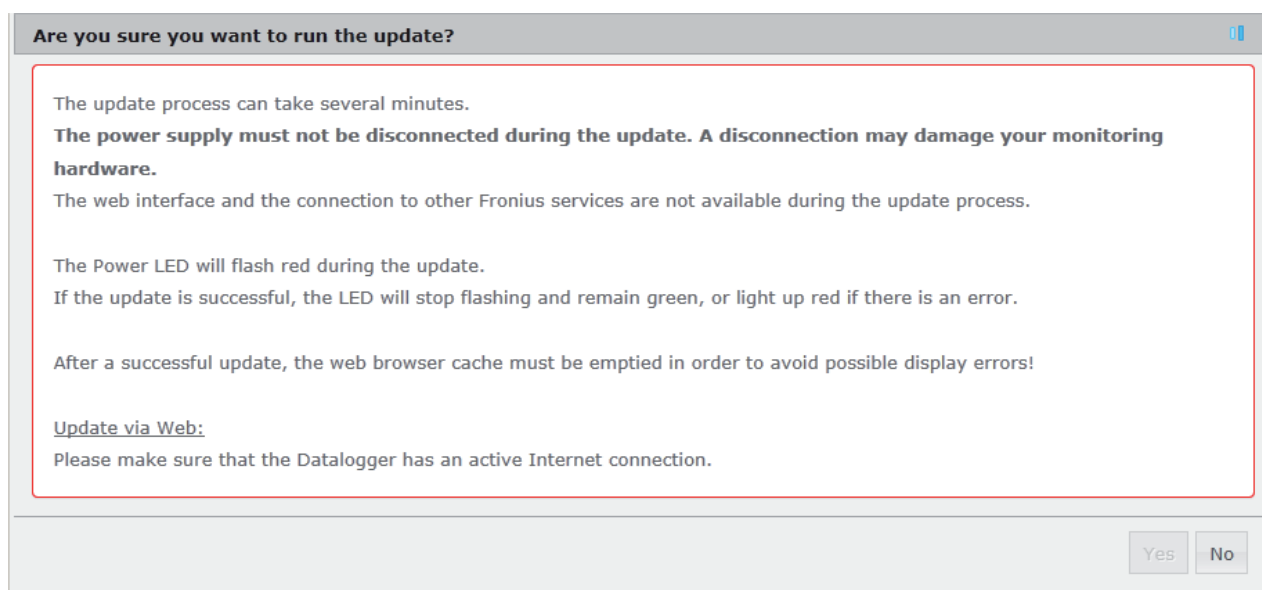 Are you sure you want to run the update?
The update process can take several minutes.
The power supply must not be disconnected during the update. A disconnection may damage your monitoring
hardware.
The web interface and the connection to other Fronius services are not available during the update process.
The Power LED will flash red during the update.
If the update is successful, the LED will stop flashing and remain green, or light up red if there is an error.
After a successful update, the web browser cache must be emptied in order to avoid possible display errors!
Update via Web:
Please make sure that the Datalogger has an active Internet connection.
Yes No